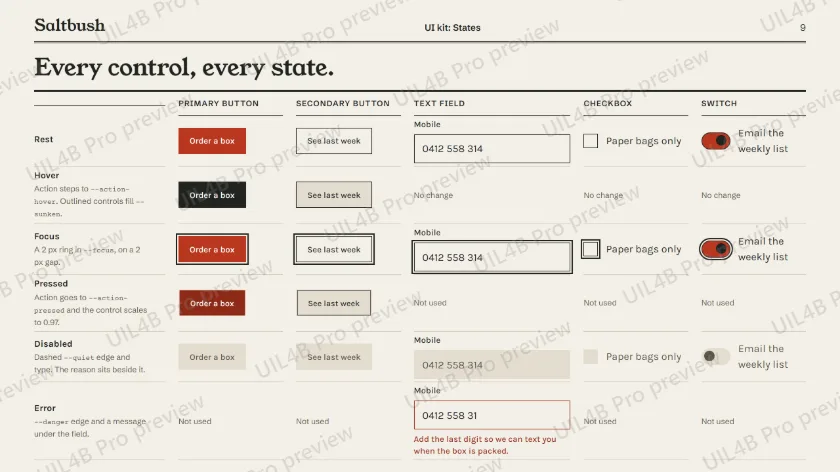 Saltbush
UI kit: States
9
Every control, every state.
PRIMARY BUTTON
SECONDARY BUTTON
TEXT FIELD
CHECKBOX
SWITCH
Rest
Order a box
See last week
Mobile
0412 558 314
Paper bags only
Email the
weekly list
Hover
Action steps to --action-
hover. Outlined controls fill --
sunken.
Order a box
See last week
No change
No change
No change
Focus
A 2 px ring in --focus, on a 2
px gap.
Order a box
See last week
Mobile
0412 558 314
Paper bags only
Email the
weekly list
Pressed
Action goes to --action-
pressed and the control scales
to 0.97.
Order a box
See last week
Not used
Not used
Not used
Disabled
Dashed --quiet edge and
type. The reason sits beside it.
Order a box
See last week
Mobile
0412 558 314
Paper bags only
Email the
weekly list
Error
--danger edge and a message
under the field.
Not used
Not used
Mobile
0412 558 31
Add the last digit so we can text you
when the box is packed.
Not used
Not used
UIL4B Pro preview